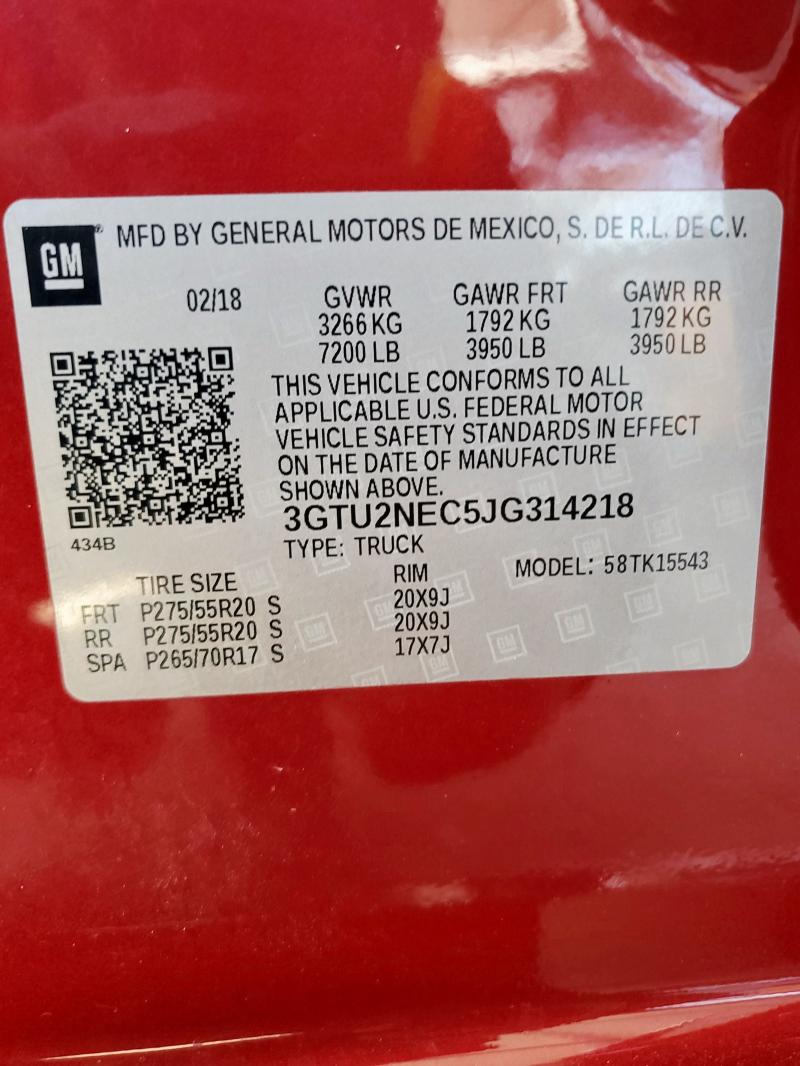 GM® MFD BY GENERAL MOTORS DE MEXICO, S. DE R.L. DE C.V.
02/18 GVWR GAWR FRT GAWR RR
3266 KG 1792 KG 1792 KG
7200 LB 3950 LB 3950 LB
THIS VEHICLE CONFORMS TO ALL
APPLICABLE U.S. FEDERAL MOTOR
VEHICLE SAFETY STANDARDS IN EFFECT
ON THE DATE OF MANUFACTURE
SHOWN ABOVE.
3GTU2NEC5JG314218
434B
TYPE: TRUCK
TIRE SIZE RIM MODEL: 58TK15543
FRT P275/55R20 S 20X9J
RR P275/55R20 S 20X9J
SPA P265/70R17 S 17X7J